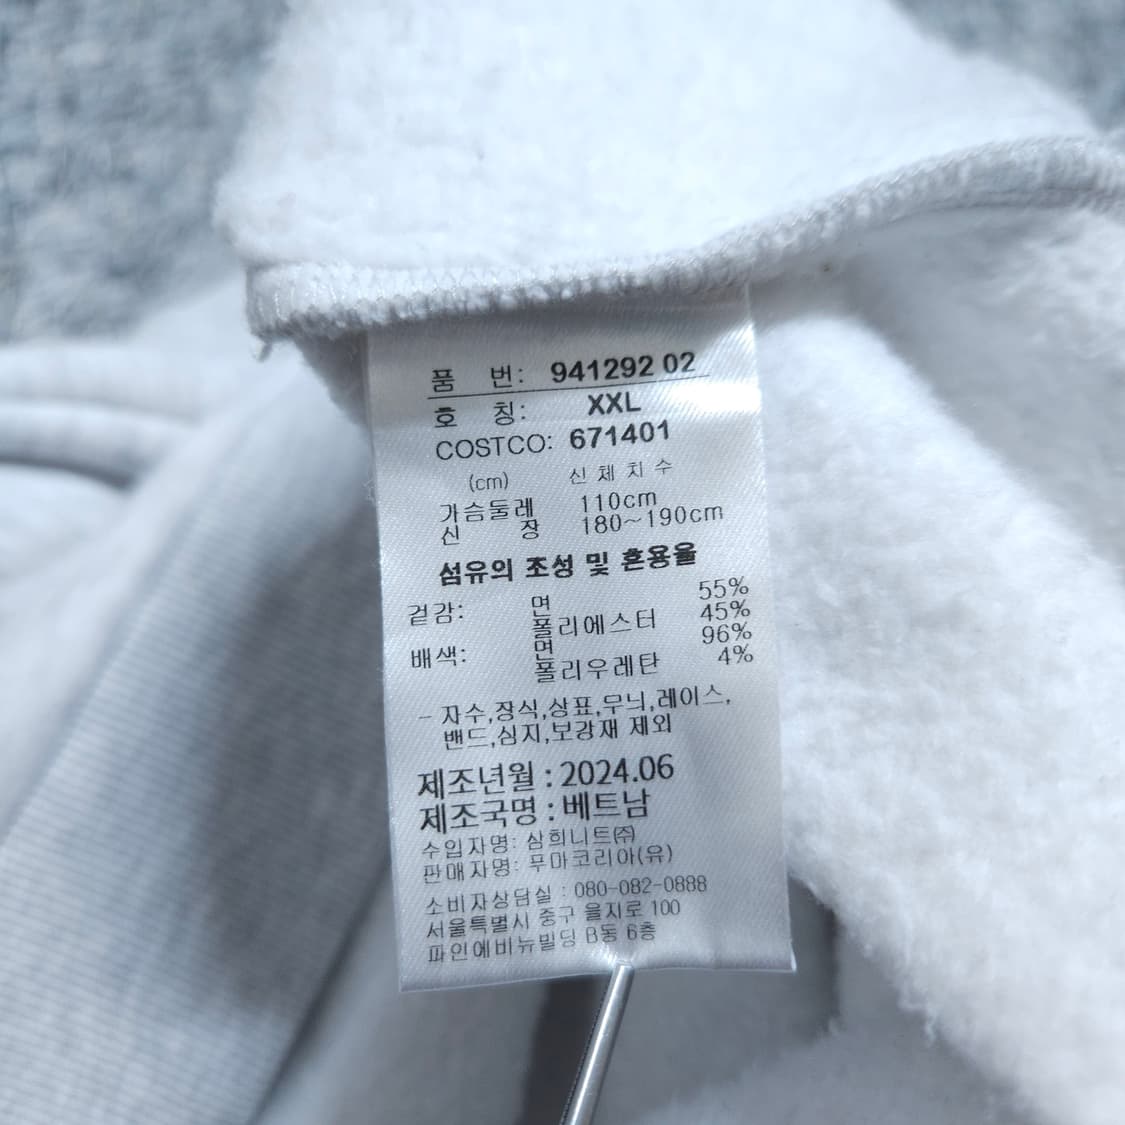 품 번: 941292 02
호 칭: XXL
COSTCO: 671401
(cm) 신체치수
가슴둘레 110cm
신 장 180~190cm
섬유의 조성 및 혼용율
겉감: 면 55%
폴리에스터 45%
배색: 면 96%
폴리우레탄 4%
- 자수,장식,상표,무늬,레이스,
밴드,심지,보강재 제외
제조년월 : 2024.06
제조국명 : 베트남
수입자명: 삼희니트㈜
판매자명: 푸마코리아(유)
소비자상담실 : 080-082-0888
서울특별시 중구 을지로 100
파인에비뉴빌딩 B동 6층